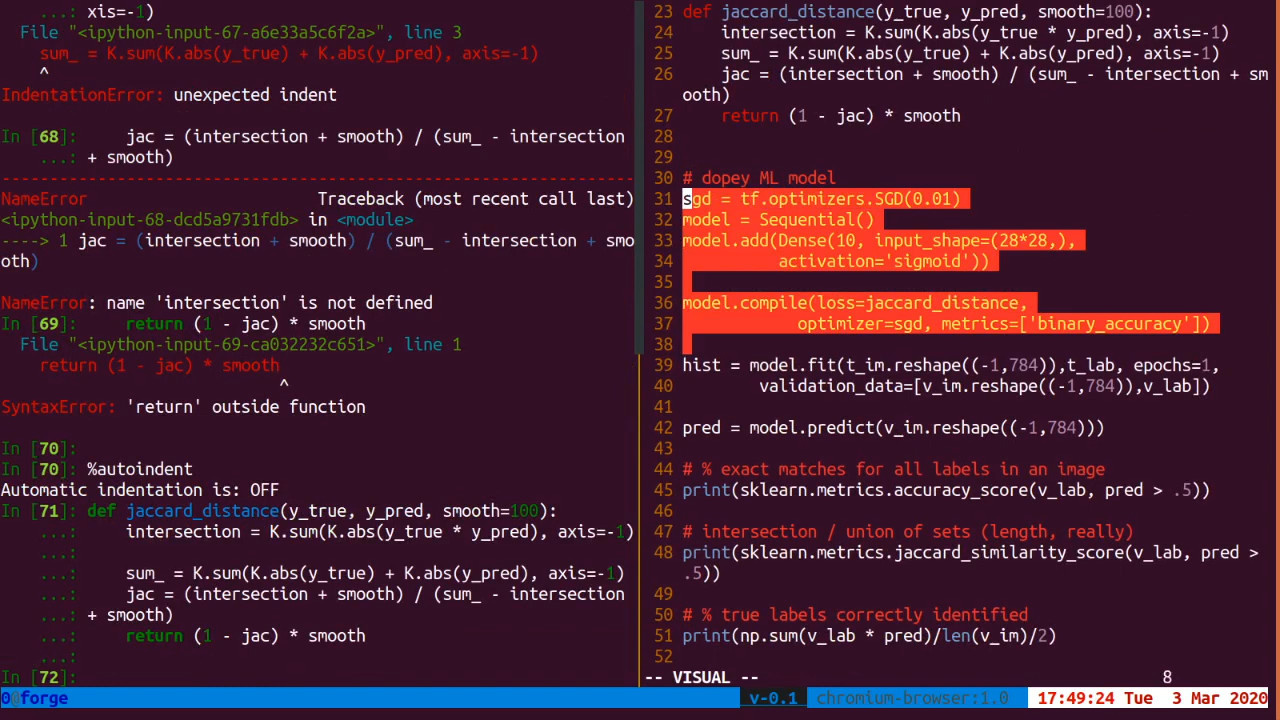 ...: xis=-1)
  File "<ipython-input-67-a6e33a5c6f2a>", line 3
    sum_ = K.sum(K.abs(y_true) + K.abs(y_pred), axis=-1)
    ^
IndentationError: unexpected indent
In [68]:     jac = (intersection + smooth) / (sum_ - intersection
    ...: + smooth)
------------------------------------------------------------------
NameError                        Traceback (most recent call last)
<ipython-input-68-dcd5a9731fdb> in <module>
----> 1 jac = (intersection + smooth) / (sum_ - intersection + smo
oth)
NameError: name 'intersection' is not defined
In [69]:     return (1 - jac) * smooth
  File "<ipython-input-69-ca032232c651>", line 1
    return (1 - jac) * smooth
                             ^
SyntaxError: 'return' outside function
In [70]:
In [70]: %autoindent
Automatic indentation is: OFF
In [71]: def jaccard_distance(y_true, y_pred, smooth=100):
    ...:     intersection = K.sum(K.abs(y_true * y_pred), axis=-1)
    ...:
    ...:     sum_ = K.sum(K.abs(y_true) + K.abs(y_pred), axis=-1)
    ...:     jac = (intersection + smooth) / (sum_ - intersection
    ...: + smooth)
    ...:     return (1 - jac) * smooth
    ...:
In [72]:
23 def jaccard_distance(y_true, y_pred, smooth=100):
24     intersection = K.sum(K.abs(y_true * y_pred), axis=-1)
25     sum_ = K.sum(K.abs(y_true) + K.abs(y_pred), axis=-1)
26     jac = (intersection + smooth) / (sum_ - intersection + sm
ooth)
27     return (1 - jac) * smooth
28
29
30 # dopey ML model
31 sgd = tf.optimizers.SGD(0.01)
32 model = Sequential()
33 model.add(Dense(10, input_shape=(28*28,),
34           activation='sigmoid'))
35
36 model.compile(loss=jaccard_distance,
37             optimizer=sgd, metrics=['binary_accuracy'])
38
39 hist = model.fit(t_im.reshape((-1,784)),t_lab, epochs=1,
40         validation_data=[v_im.reshape((-1,784)),v_lab])
41
42 pred = model.predict(v_im.reshape((-1,784)))
43
44 # % exact matches for all labels in an image
45 print(sklearn.metrics.accuracy_score(v_lab, pred > .5))
46
47 # intersection / union of sets (length, really)
48 print(sklearn.metrics.jaccard_similarity_score(v_lab, pred >
.5))
49
50 # % true labels correctly identified
51 print(np.sum(v_lab * pred)/len(v_im)/2)
52
-- VISUAL -- 8
0@forge v-0.1 chromium-browser:1.0 17:49:24 Tue  3 Mar 2020